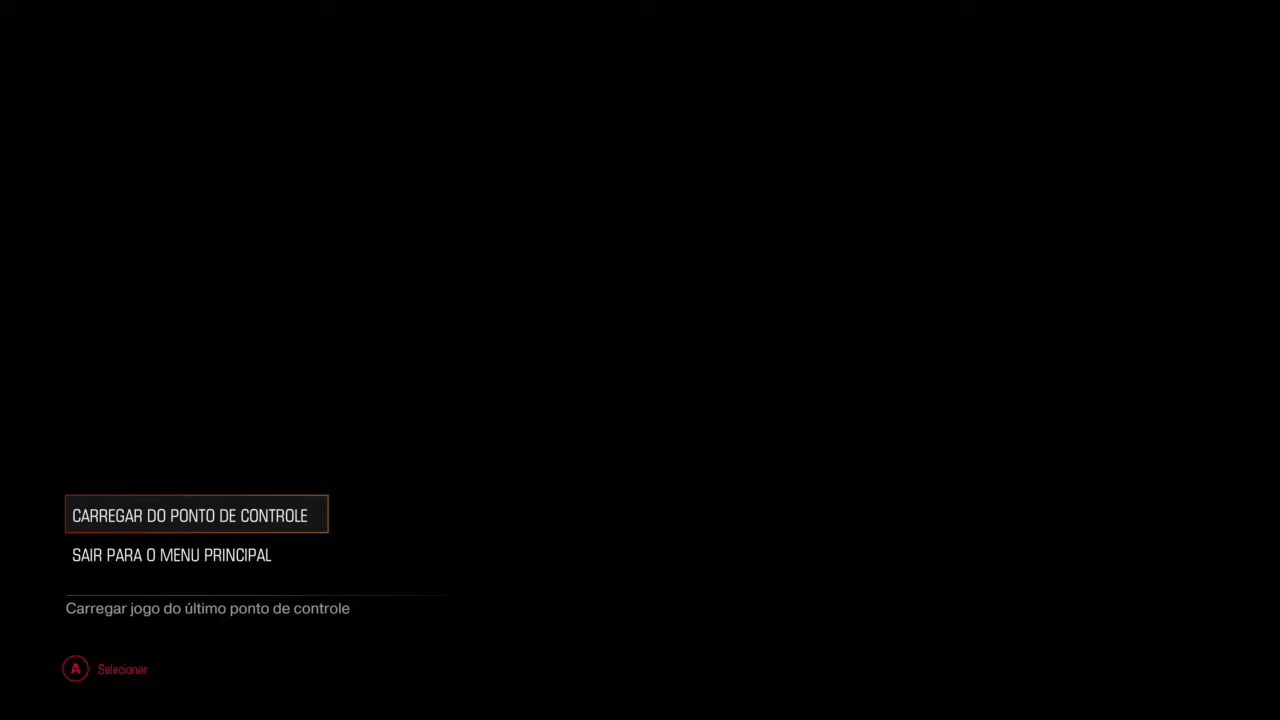 CARREGAR DO PONTO DE CONTROLE
SAIR PARA O MENU PRINCIPAL
Carregar jogo do último ponto de controle
A Selecionar